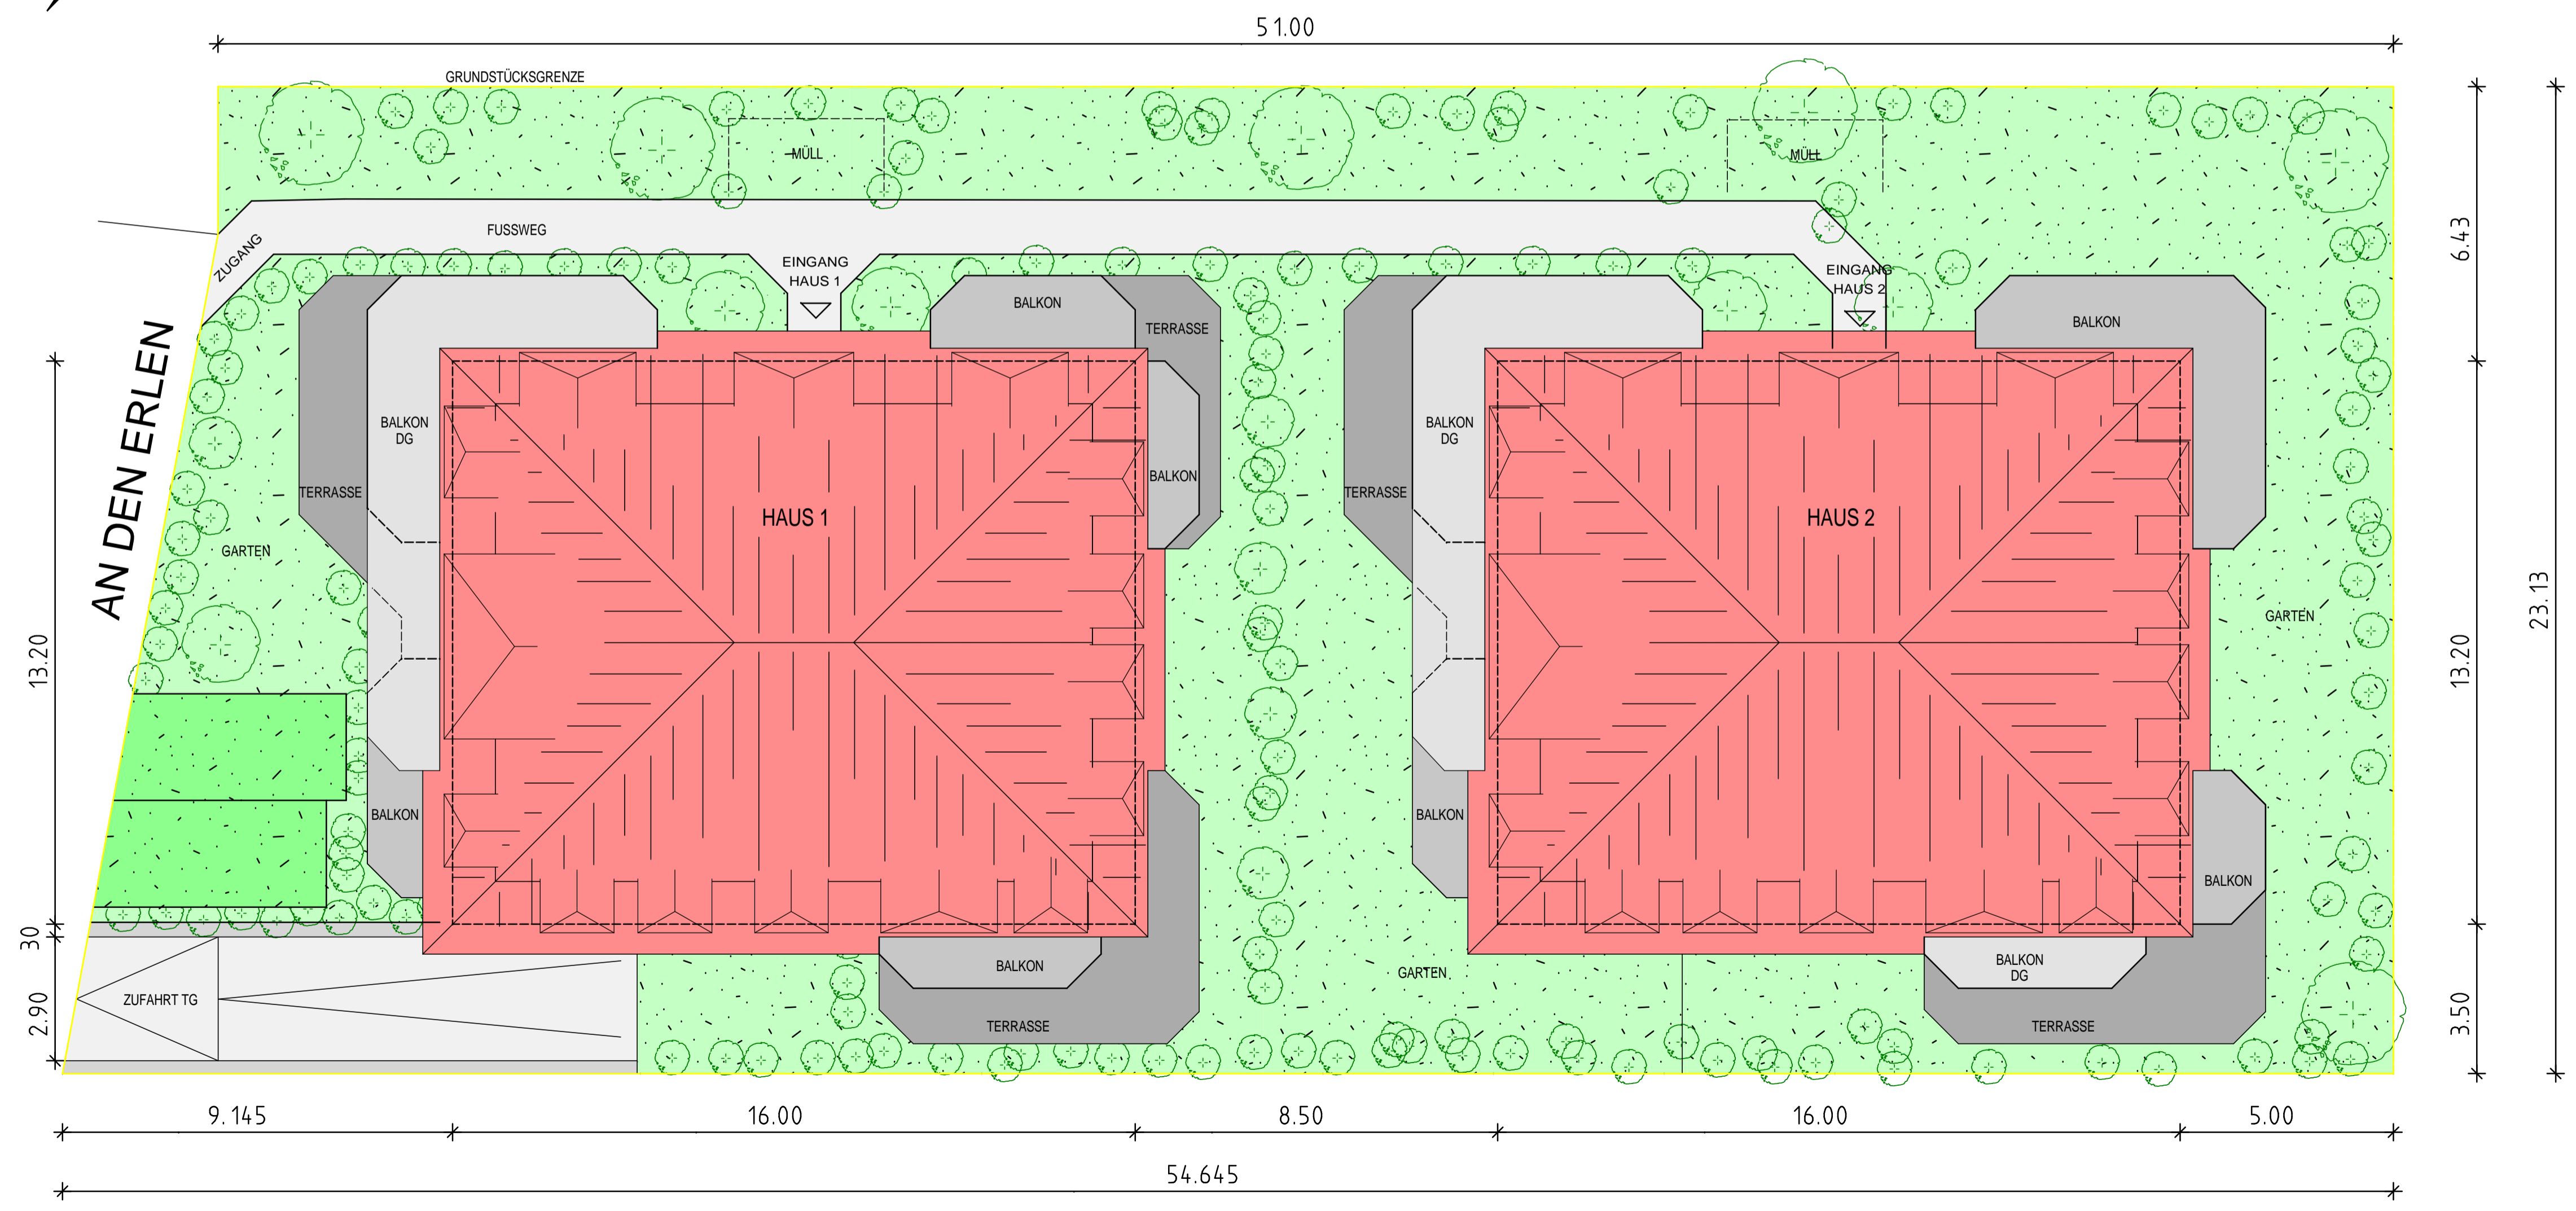 51.00
GRUNDSTÜCKSGRENZE
MÜLL
MÜLL
FUSSWEG
ZUGANG
EINGANG
HAUS 1
EINGANG
HAUS 2
6.43
BALKON
TERRASSE
BALKON
AN DEN ERLEN
BALKON
DG
BALKON
DG
TERRASSE
BALKON
TERRASSE
HAUS 1
HAUS 2
GARTEN
GARTEN
23.13
13.20
13.20
BALKON
BALKON
BALKON
30
BALKON
GARTEN
BALKON
DG
2.90
ZUFAHRT TG
3.50
TERRASSE
TERRASSE
9.145
16.00
8.50
16.00
5.00
54.645